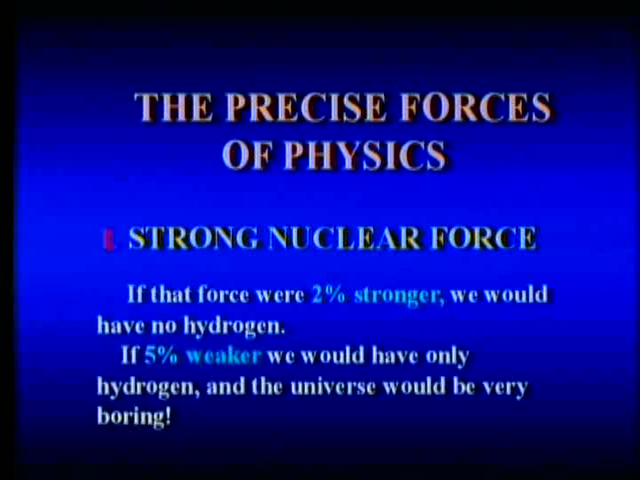 THE PRECISE FORCES
OF PHYSICS
1. STRONG NUCLEAR FORCE
If that force were 2% stronger, we would
have no hydrogen.
If 5% weaker we would have only
hydrogen, and the universe would be very
boring!